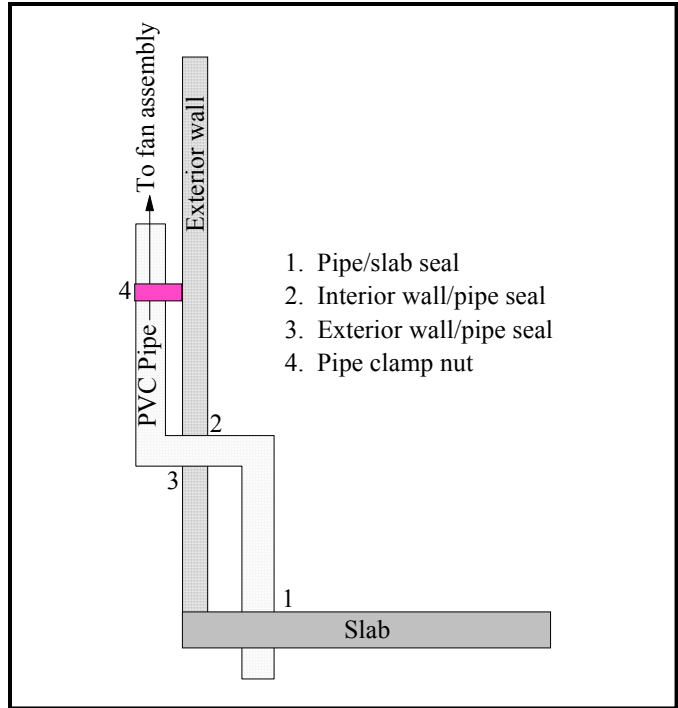 To fan assembly
Exterior wall
4
PVC Pipe
2
3
1
Slab
1. Pipe/slab seal
2. Interior wall/pipe seal
3. Exterior wall/pipe seal
4. Pipe clamp nut